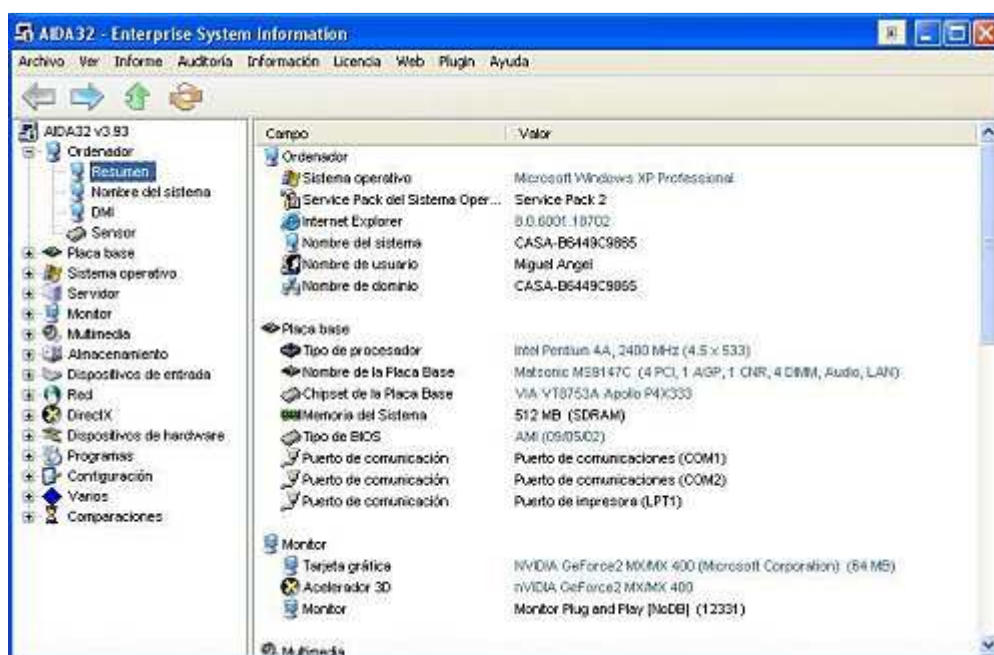 AIDA32 - Enterprise System Information
Archivo Ver Informe Auditoría Información Licencia Web Plugin Ayuda
AIDA32 v3.93
Ordenador
Resumen
Nombre del sistema
DMI
Sensor
Placa base
Sistema operativo
Servidor
Monitor
Multimedia
Almacenamiento
Dispositivos de entrada
Red
DirectX
Dispositivos de hardware
Programas
Configuración
Varios
Comparaciones
Campo Valor
Ordenador
Sistema operativo Microsoft Windows XP Professional
Service Pack del Sistema Oper... Service Pack 2
Internet Explorer 8.0.6001.18702
Nombre del sistema CASA-B6449C9865
Nombre de usuario Miguel Angel
Nombre de dominio CASA-B6449C9865
Placa base
Tipo de procesador Intel Pentium 4A, 2400 MHz (4.5 x 533)
Nombre de la Placa Base Matsonic MS9147C (4 PCI, 1 AGP, 1 CNR, 4 DIMM, Audio, LAN)
Chipset de la Placa Base VIA VT8753A Apollo P4X333
Memoria del Sistema 512 MB (SDRAM)
Tipo de BIOS AMI (09/05/02)
Puerto de comunicación Puerto de comunicaciones (COM1)
Puerto de comunicación Puerto de comunicaciones (COM2)
Puerto de comunicación Puerto de impresora (LPT1)
Monitor
Tarjeta gráfica NVIDIA GeForce2 MX/MX 400 (Microsoft Corporation) (64 MB)
Acelerador 3D nVIDIA GeForce2 MX/MX 400
Monitor Monitor Plug and Play [NoDB] (12331)
Multimedia